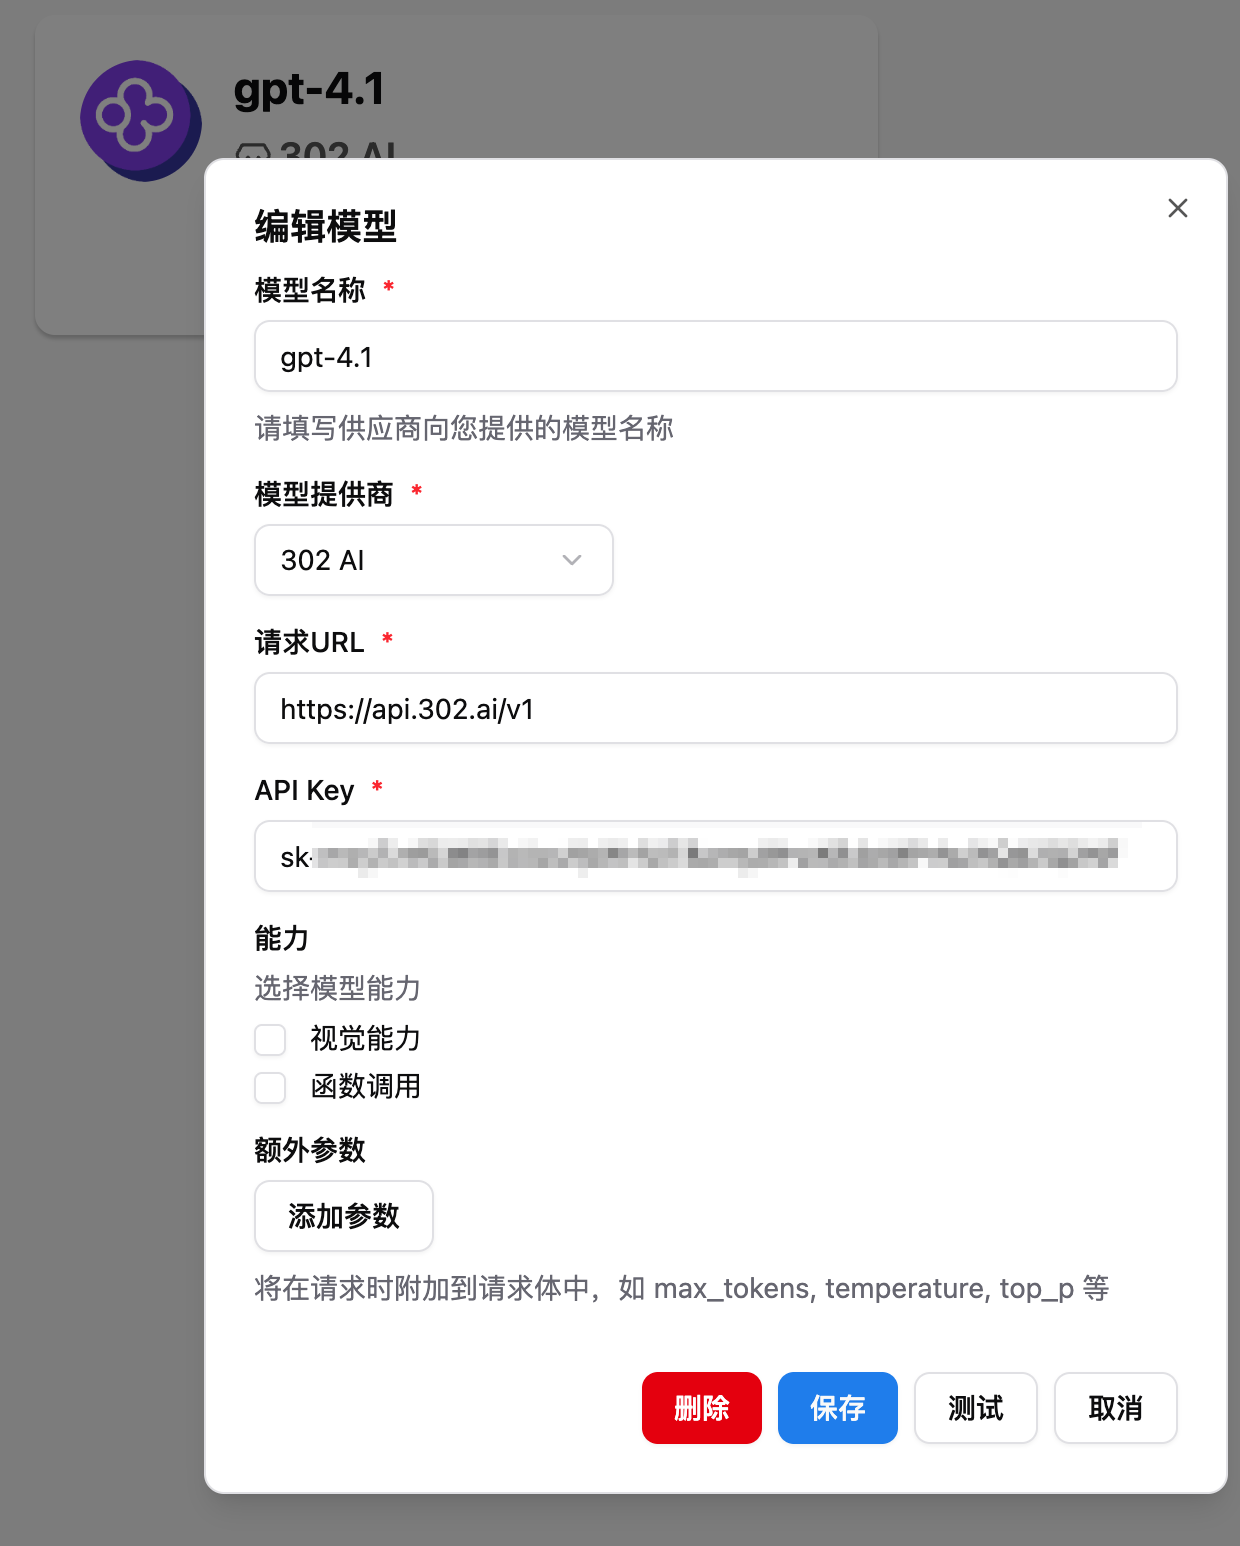 gpt-4.1
302 AI
编辑模型
模型名称 *
gpt-4.1
请填写供应商向您提供的模型名称
模型提供商 *
302 AI
请求URL *
https://api.302.ai/v1
API Key *
sk-
能力
选择模型能力
视觉能力
函数调用
额外参数
添加参数
将在请求时附加到请求体中，如 max_tokens, temperature, top_p 等
删除
保存
测试
取消